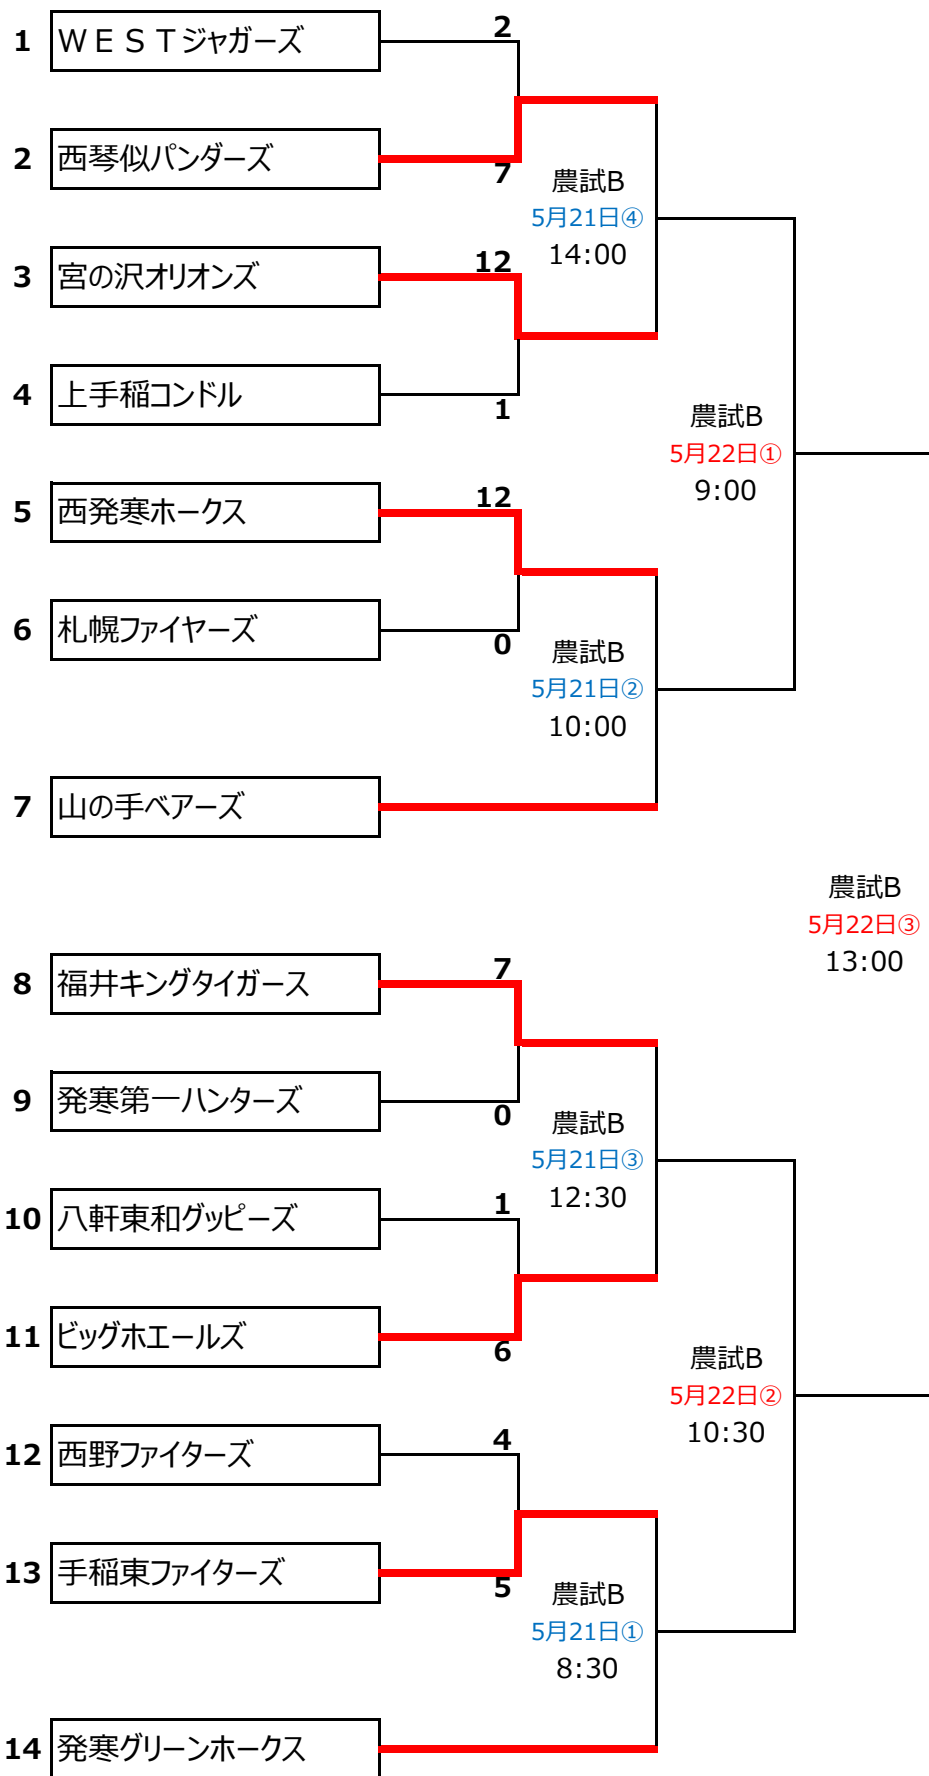 1 ＷＥＳＴジャガーズ 2
2 西琴似パンダーズ 7
農試B
5月21日④
14:00
3 宮の沢オリオンズ 12
4 上手稲コンドル 1
農試B
5月22日①
9:00
5 西発寒ホークス 12
6 札幌ファイヤーズ 0
農試B
5月21日②
10:00
7 山の手ベアーズ
農試B
5月22日③
13:00
8 福井キングタイガース 7
9 発寒第一ハンターズ 0
農試B
5月21日③
12:30
10 八軒東和グッピーズ 1
11 ビッグホエールズ 6
農試B
5月22日②
10:30
12 西野ファイターズ 4
13 手稲東ファイターズ 5
農試B
5月21日①
8:30
14 発寒グリーンホークス